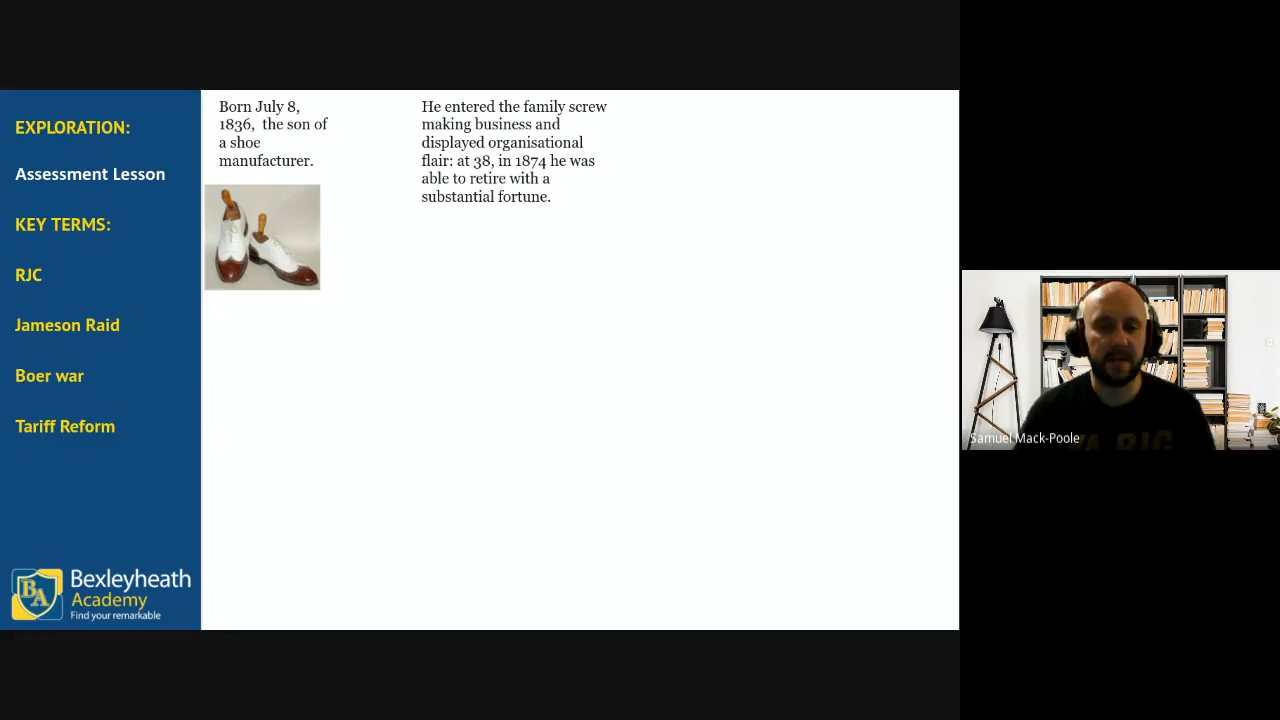 EXPLORATION:
Assessment Lesson
KEY TERMS:
RJC
Jameson Raid
Boer war
Tariff Reform
Bexleyheath
Academy
Find your remarkable
BA
Born July 8,
1836,  the son of
a shoe
manufacturer.
He entered the family screw
making business and
displayed organisational
flair: at 38, in 1874 he was
able to retire with a
substantial fortune.
Samuel Mack-Poole